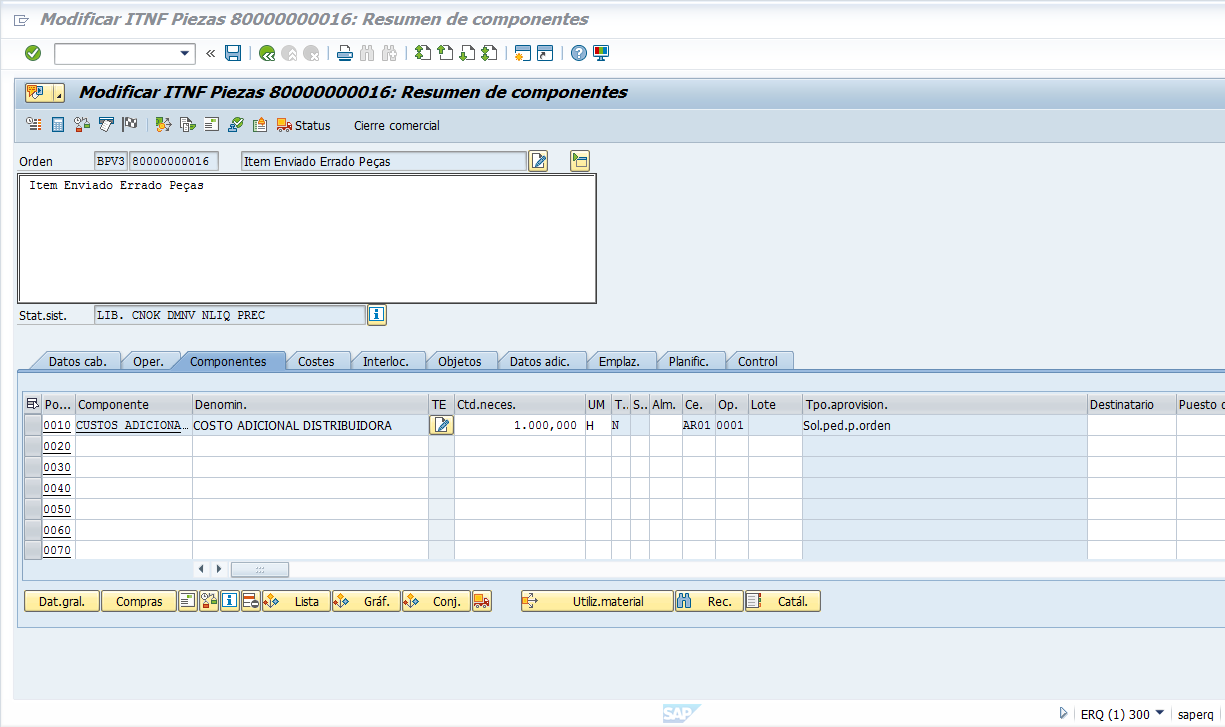 Modificar ITNF Piezas 80000000016: Resumen de componentes
Modificar ITNF Piezas 80000000016: Resumen de componentes
Status Cierre comercial
Orden BPV3 80000000016 Item Enviado Errado Peças
Item Enviado Errado Peças
Stat.sist. LIB. CNOK DMNV NLIQ PREC
Datos cab. Oper. Componentes Costes Interloc. Objetos Datos adic. Emplaz. Planific. Control
Po... Componente Denomin. TE Ctd.neces. UM T.. S.. Alm. Ce. Op. Lote Tpo.aprovision. Destinatario Puesto
0010 CUSTOS ADICIONA... COSTO ADICIONAL DISTRIBUIDORA 1.000,000 H N AR01 0001 Sol.ped.p.orden
0020
0030
0040
0050
0060
0070
Dat.gral. Compras Lista Gráf. Conj. Utiliz.material Rec. Catál.
SAP ERQ (1) 300 saperq